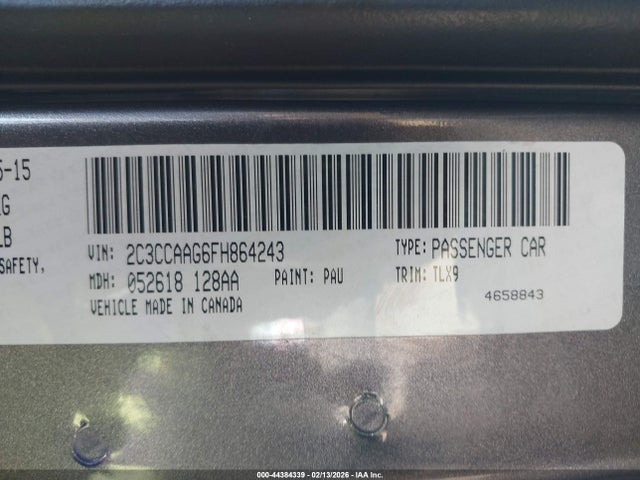 5-15
G
LB
SAFETY,
VIN: 2C3CCAAG6FH864243 TYPE: PASSENGER CAR
MDH: 052618 128AA PAINT: PAU TRIM: TLX9
VEHICLE MADE IN CANADA 4658843
000-44384339 - 02/13/2026 - IAA Inc.